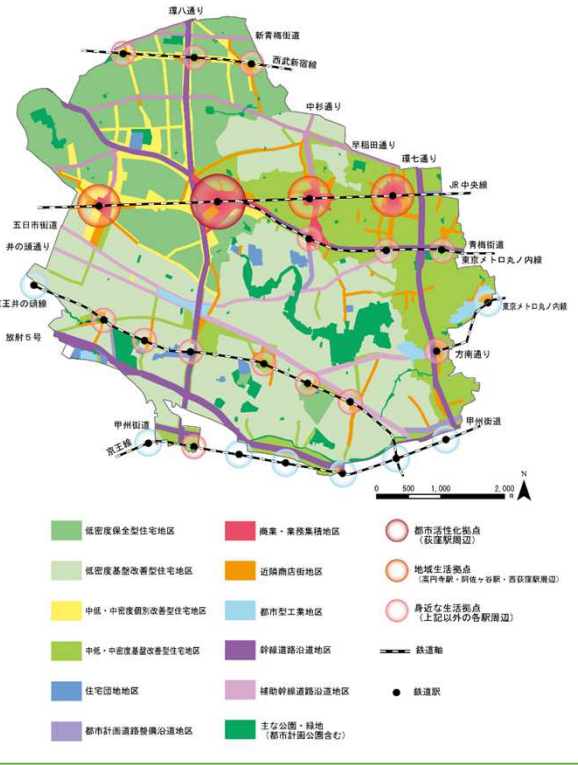 環八通り
新青梅街道
西武新宿線
中杉通り
早稲田通り
環七通り
JR中央線
五日市街道
青梅街道
井の頭通り
東京メトロ丸ノ内線
京王井の頭線
東京メトロ丸ノ内線
放射5号
方南通り
甲州街道
甲州街道
京王線
N
0 500 1,000 2,000
m
低密度保全型住宅地区
低密度基盤改善型住宅地区
中低・中密度個別改善型住宅地区
中低・中密度基盤改善型住宅地区
住宅団地地区
都市計画道路整備沿道地区
商業・業務集積地区
近隣商店街地区
都市型工業地区
幹線道路沿道地区
補助幹線道路沿道地区
主な公園・緑地
(都市計画公園含む)
都市活性化拠点
(荻窪駅周辺)
地域生活拠点
(高円寺駅・阿佐ヶ谷駅・西荻窪駅周辺)
身近な生活拠点
(上記以外の各駅周辺)
鉄道軸
鉄道駅